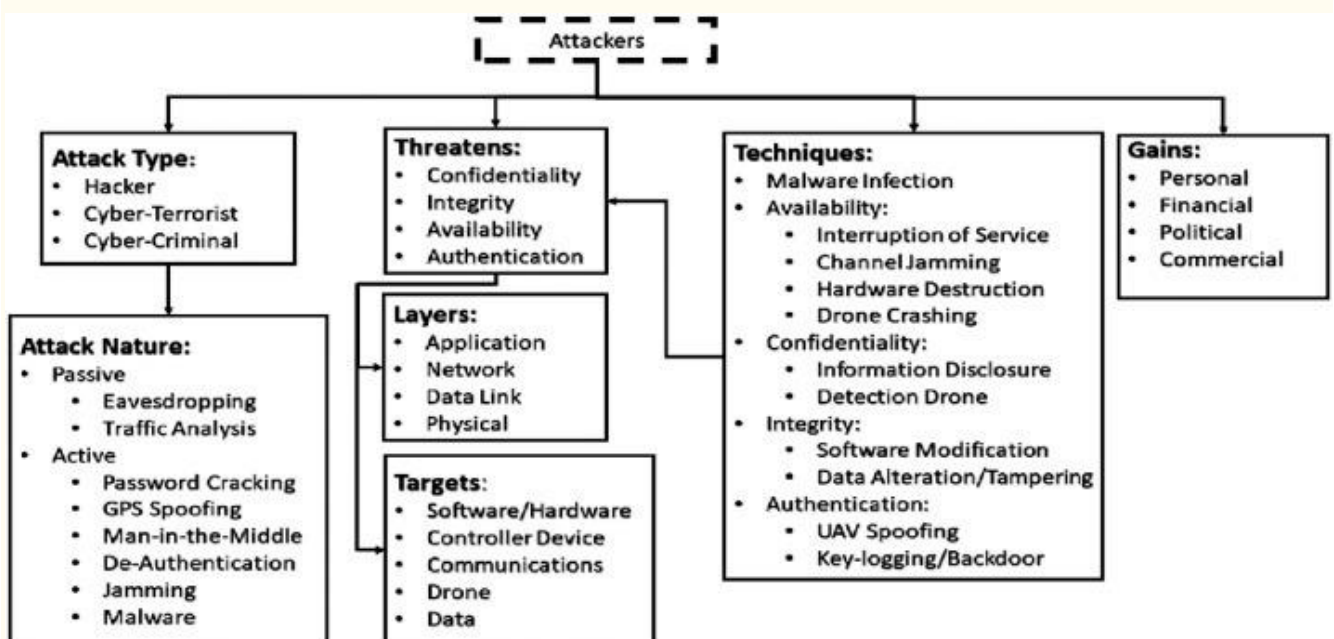 Attackers
Attack Type:
• Hacker
• Cyber-Terrorist
• Cyber-Criminal
Attack Nature:
• Passive
• Eavesdropping
• Traffic Analysis
• Active
• Password Cracking
• GPS Spoofing
• Man-in-the-Middle
• De-Authentication
• Jamming
• Malware
Threatens:
• Confidentiality
• Integrity
• Availability
• Authentication
Layers:
• Application
• Network
• Data Link
• Physical
Targets:
• Software/Hardware
• Controller Device
• Communications
• Drone
• Data
Techniques:
• Malware Infection
• Availability:
• Interruption of Service
• Channel Jamming
• Hardware Destruction
• Drone Crashing
• Confidentiality:
• Information Disclosure
• Detection Drone
• Integrity:
• Software Modification
• Data Alteration/Tampering
• Authentication:
• UAV Spoofing
• Key-logging/Backdoor
Gains:
• Personal
• Financial
• Political
• Commercial